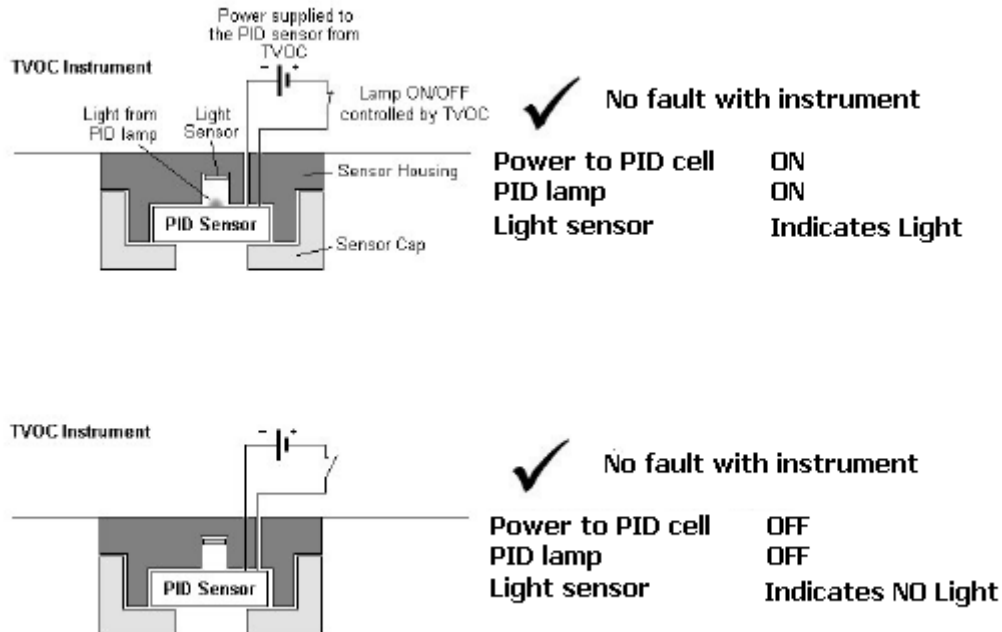 Power supplied to
the PID sensor from
TVOC
TVOC Instrument
- +
Lamp ON/OFF
controlled by TVOC
Light from
PID lamp
Light
Sensor
Sensor Housing
PID Sensor
Sensor Cap
No fault with instrument
Power to PID cell ON
PID lamp ON
Light sensor Indicates Light
TVOC Instrument
- +
PID Sensor
No fault with instrument
Power to PID cell OFF
PID lamp OFF
Light sensor Indicates NO Light